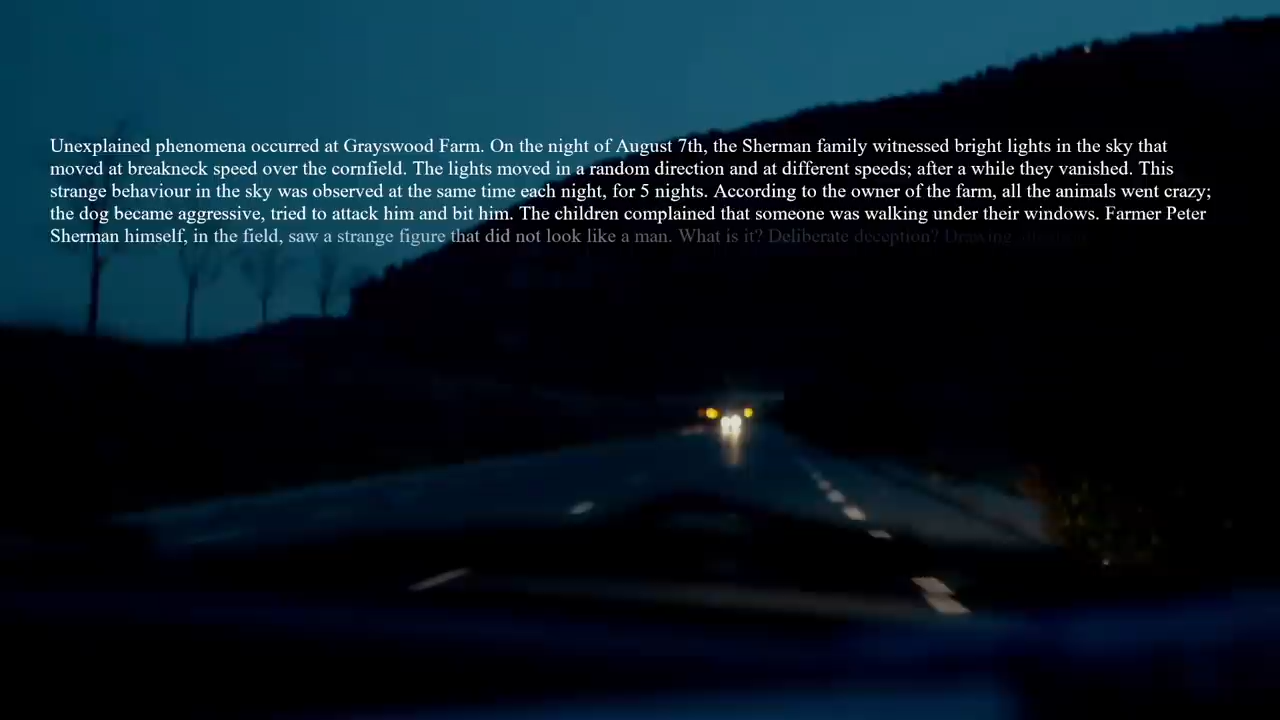 Unexplained phenomena occurred at Grayswood Farm. On the night of August 7th, the Sherman family witnessed bright lights in the sky that
moved at breakneck speed over the cornfield. The lights moved in a random direction and at different speeds; after a while they vanished. This
strange behaviour in the sky was observed at the same time each night, for 5 nights. According to the owner of the farm, all the animals went crazy;
the dog became aggressive, tried to attack him and bit him. The children complained that someone was walking under their windows. Farmer Peter
Sherman himself, in the field, saw a strange figure that did not look like a man. What is it? Deliberate deception? Drawing